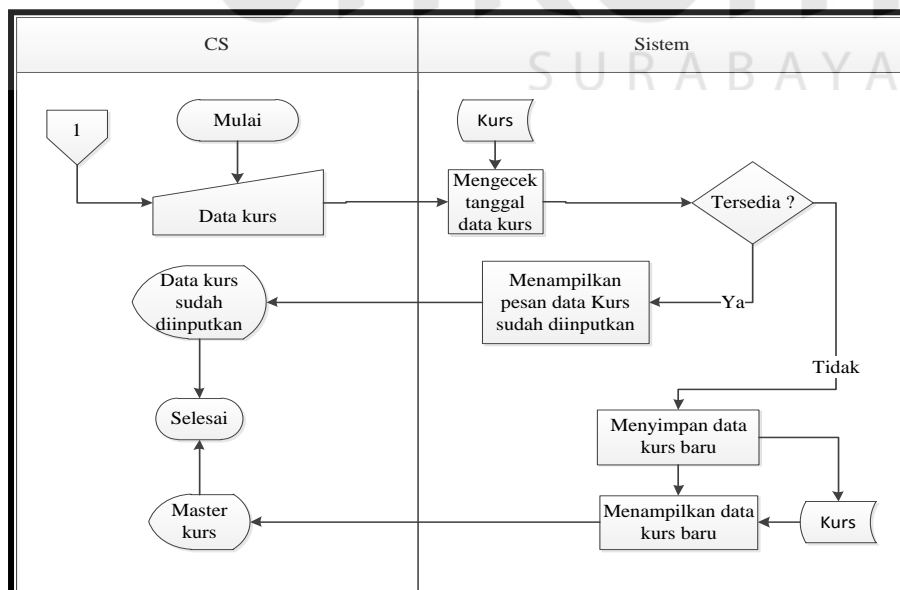 SURABAYA
CS
Sistem
1
Mulai
Kurs
Data kurs
Mengecek
tanggal
data kurs
Tersedia ?
Data kurs
sudah
diinputkan
Menampilkan
pesan data Kurs
sudah diinputkan
Ya
Tidak
Selesai
Menyimpan data
kurs baru
Master
kurs
Menampilkan data
kurs baru
Kurs